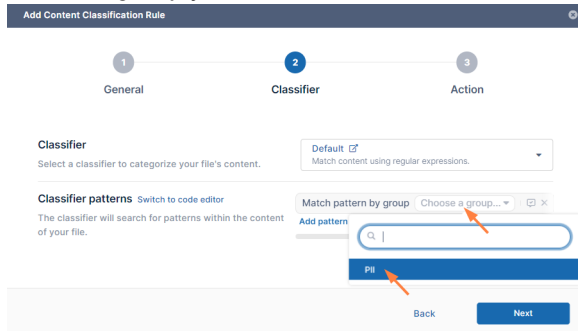 Add Content Classification Rule
1
2
3
General
Classifier
Action
Classifier
Select a classifier to categorize your file's content.
Default
Match content using regular expressions.
Classifier patterns Switch to code editor
The classifier will search for patterns within the content
of your file.
Match pattern by group Choose a group...
Add pattern
PII
Back
Next